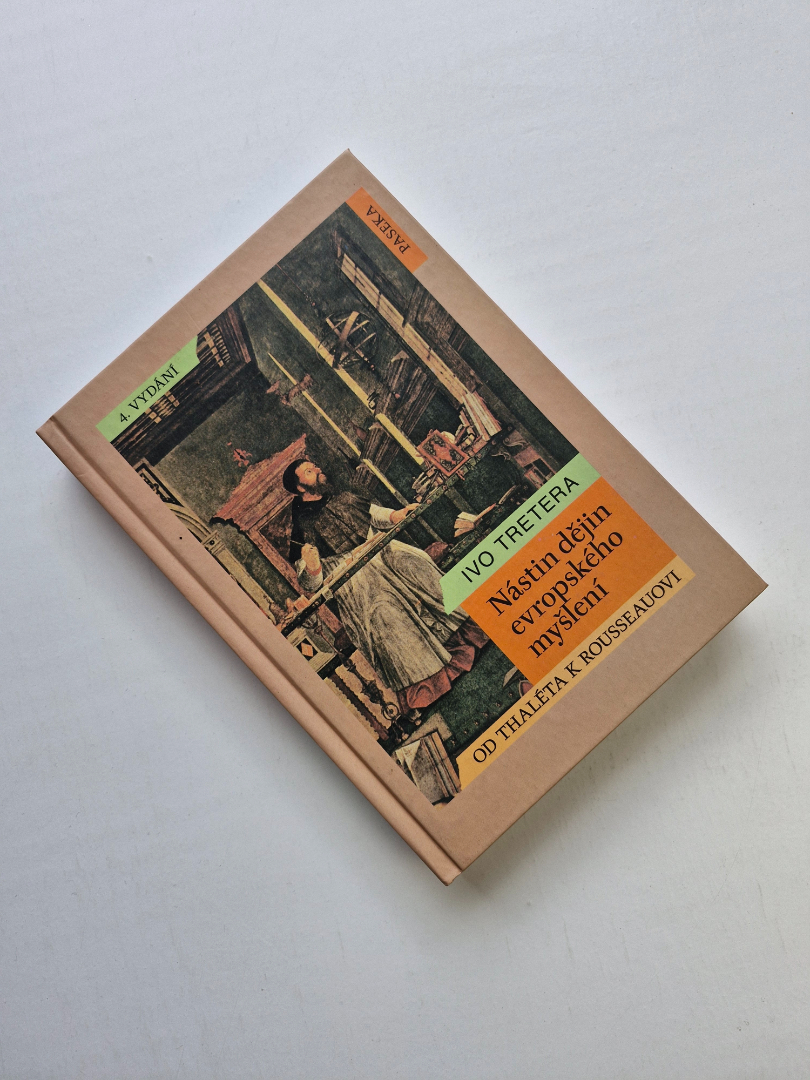 PASEKA
4. VYDÁNÍ
IVO TRETERA
Nástin dějin
evropského
myšlení
OD THALÉTA K ROUSSEAUOVI